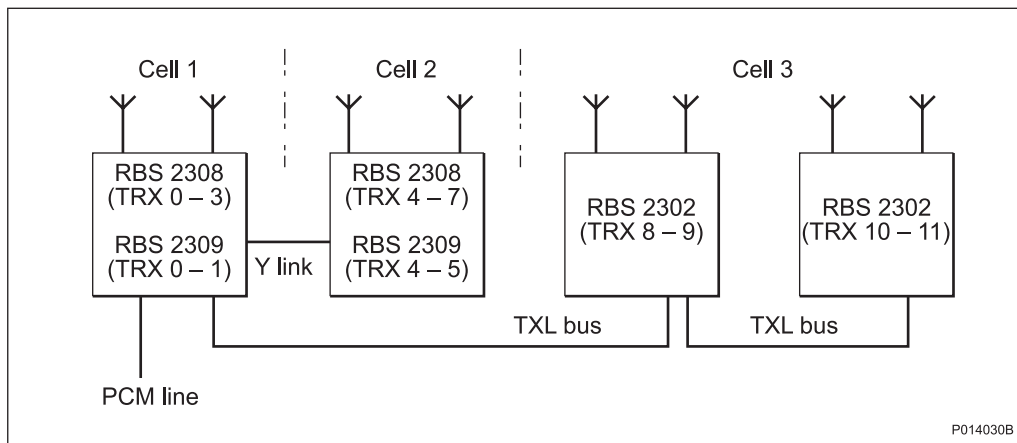 Cell 1
Cell 2
Cell 3
RBS 2308
(TRX 0 – 3)
RBS 2309
(TRX 0 – 1)
Y link
RBS 2308
(TRX 4 – 7)
RBS 2309
(TRX 4 – 5)
RBS 2302
(TRX 8 – 9)
RBS 2302
(TRX 10 – 11)
TXL bus
TXL bus
PCM line
P014030B